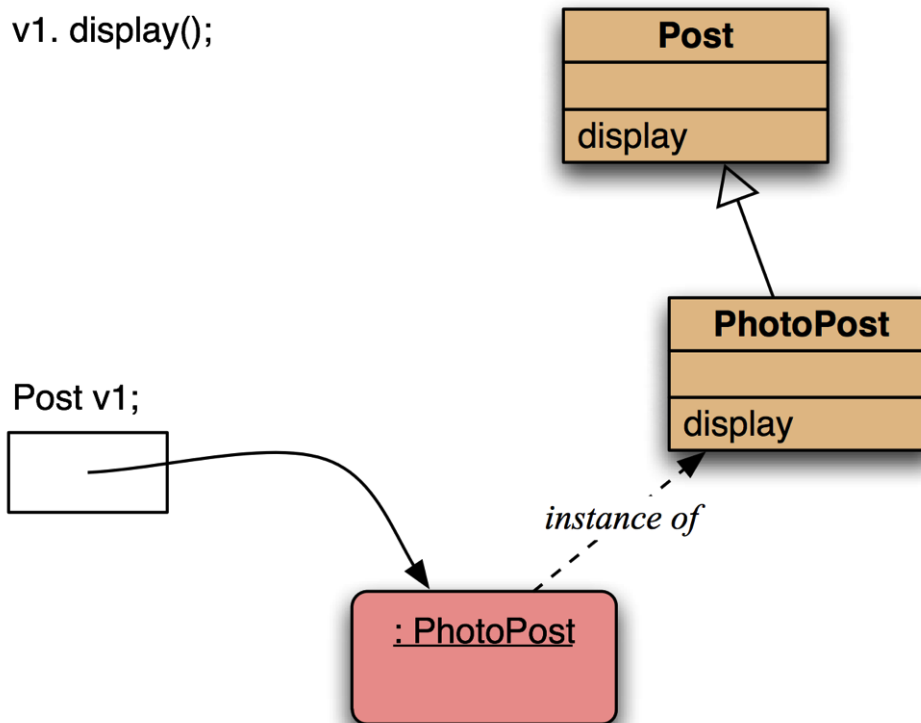 v1. display();
Post
display
PhotoPost
display
Post v1;
instance of
: PhotoPost